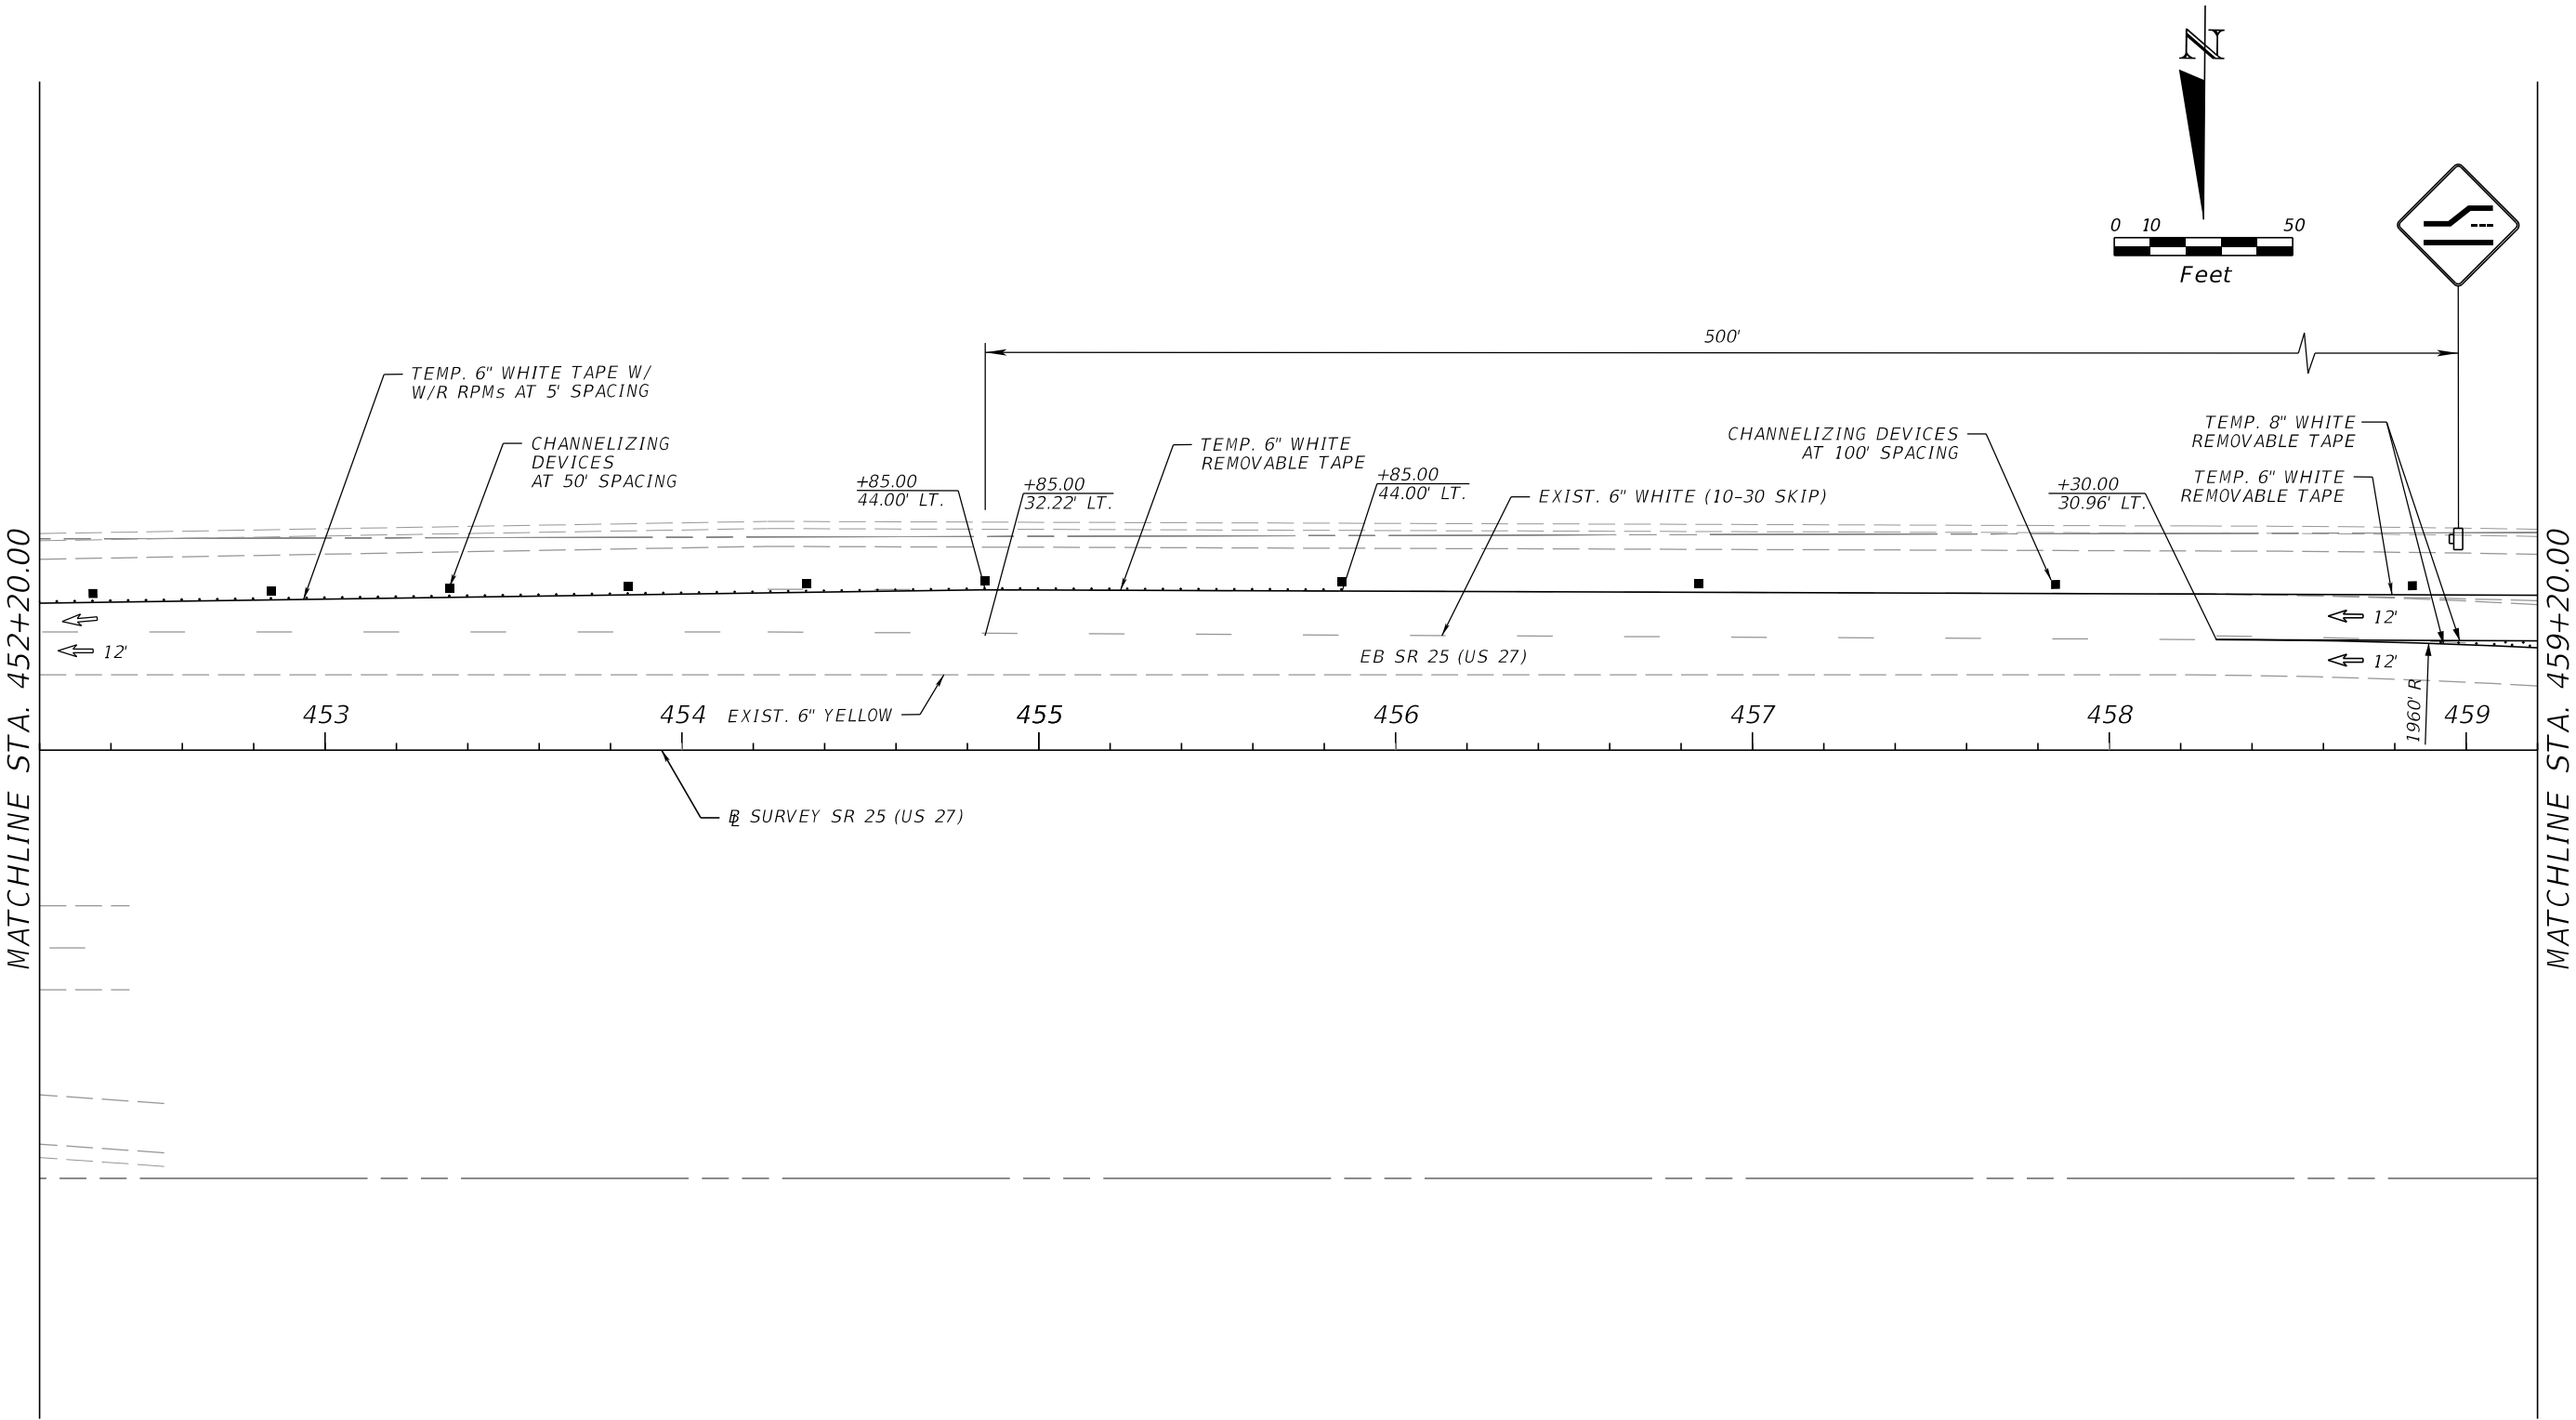 N
0 10 50
Feet
500'
TEMP. 6" WHITE TAPE W/
W/R RPMs AT 5' SPACING
CHANNELIZING
DEVICES
AT 50' SPACING
+85.00
44.00' LT.
+85.00
32.22' LT.
TEMP. 6" WHITE
REMOVABLE TAPE
+85.00
44.00' LT.
EXIST. 6" WHITE (10-30 SKIP)
CHANNELIZING DEVICES
AT 100' SPACING
+30.00
30.96' LT.
TEMP. 8" WHITE
REMOVABLE TAPE
TEMP. 6" WHITE
REMOVABLE TAPE
MATCHLINE STA. 452+20.00
12'
EB SR 25 (US 27)
12'
12'
1960' R
MATCHLINE STA. 459+20.00
EXIST. 6" YELLOW
453 454 455 456 457 458 459
BL SURVEY SR 25 (US 27)